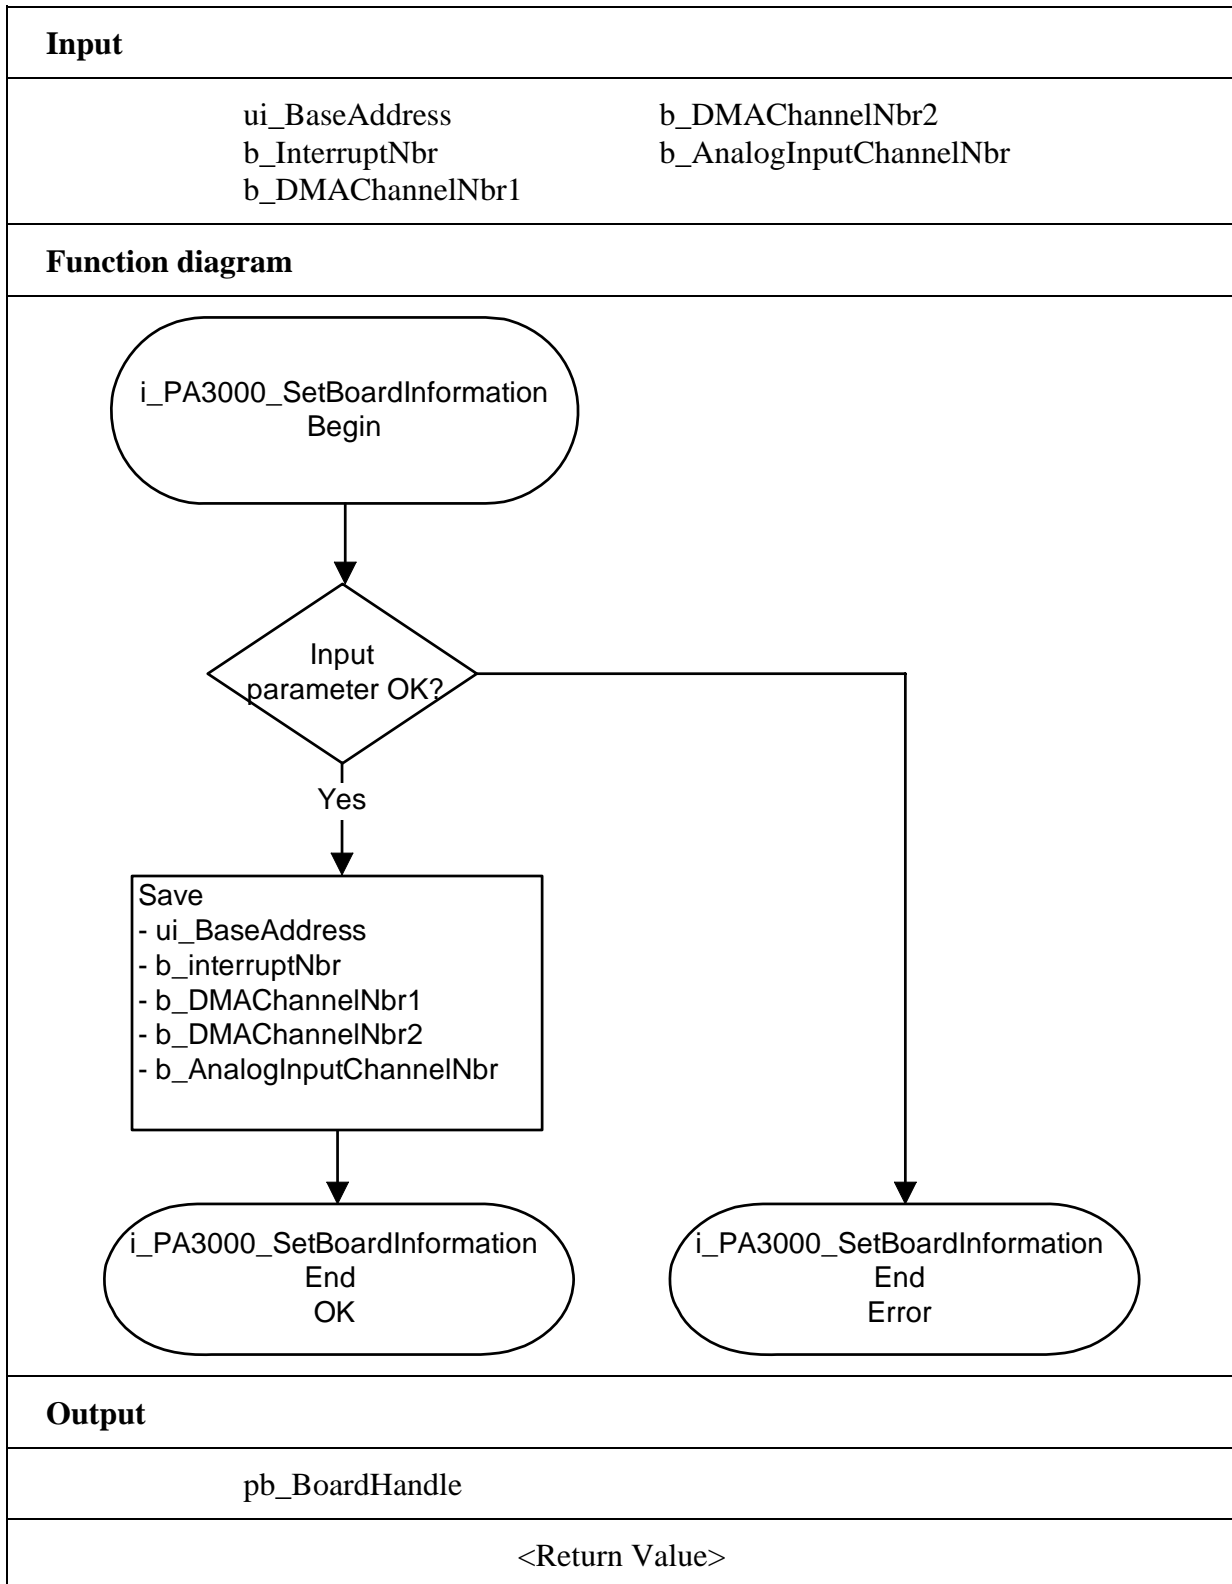 Input
ui_BaseAddress
b_InterruptNbr
b_DMAChannelNbr1
b_DMAChannelNbr2
b_AnalogInputChannelNbr
Function diagram
i_PA3000_SetBoardInformation
Begin
Input
parameter OK?
Yes
Save
- ui_BaseAddress
- b_interruptNbr
- b_DMAChannelNbr1
- b_DMAChannelNbr2
- b_AnalogInputChannelNbr
i_PA3000_SetBoardInformation
End
OK
i_PA3000_SetBoardInformation
End
Error
Output
pb_BoardHandle
<Return Value>